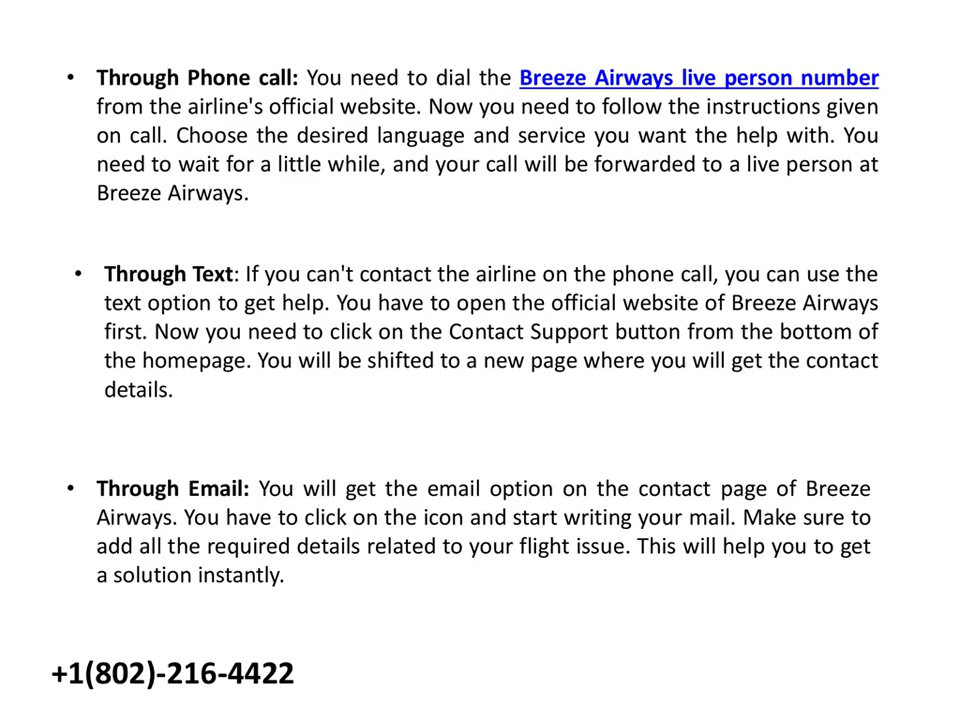 • Through Phone call: You need to dial the Breeze Airways live person number
from the airline's official website. Now you need to follow the instructions given
on call. Choose the desired language and service you want the help with. You
need to wait for a little while, and your call will be forwarded to a live person at
Breeze Airways.
• Through Text: If you can't contact the airline on the phone call, you can use the
text option to get help. You have to open the official website of Breeze Airways
first. Now you need to click on the Contact Support button from the bottom of
the homepage. You will be shifted to a new page where you will get the contact
details.
• Through Email: You will get the email option on the contact page of Breeze
Airways. You have to click on the icon and start writing your mail. Make sure to
add all the required details related to your flight issue. This will help you to get
a solution instantly.
+1(802)-216-4422